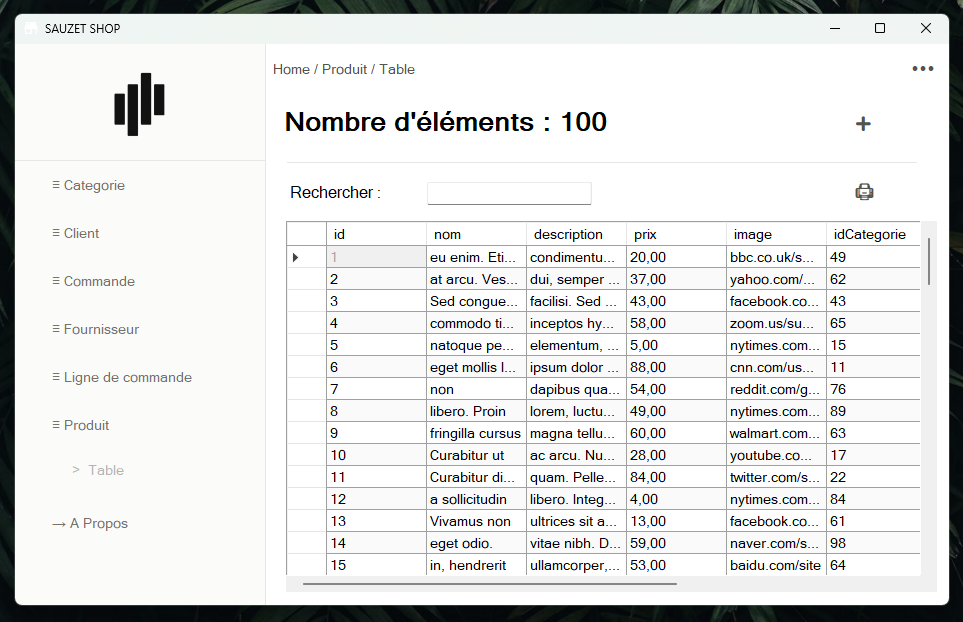 SAUZET SHOP
Home / Produit / Table
Nombre d'éléments : 100
Rechercher :
Categorie
Client
Commande
Fournisseur
Ligne de commande
Produit
> Table
→ A Propos
id nom description prix image idCategorie
1 eu enim. Eti... condimentu... 20,00 bbc.co.uk/s... 49
2 at arcu. Ves... dui, semper ... 37,00 yahoo.com/... 62
3 Sed congue... facilisi. Sed ... 43,00 facebook.co... 43
4 commodo ti... inceptos hy... 58,00 zoom.us/su... 65
5 natoque pe... elementum, ... 5,00 nytimes.com... 15
6 eget mollis l... ipsum dolor ... 88,00 cnn.com/us... 11
7 non dapibus qua... 54,00 reddit.com/g... 76
8 libero. Proin lorem, luctu... 49,00 nytimes.com... 89
9 fringilla cursus magna tellu... 60,00 walmart.com... 63
10 Curabitur ut ac arcu. Nu... 28,00 youtube.co... 17
11 Curabitur di... quam. Pelle... 84,00 twitter.com/s... 22
12 a sollicitudin libero. Integ... 4,00 nytimes.com... 84
13 Vivamus non ultrices sit a... 13,00 facebook.co... 61
14 eget odio. vitae nibh. D... 59,00 naver.com/s... 98
15 in, hendrerit ullamcorper,... 53,00 baidu.com/site 64